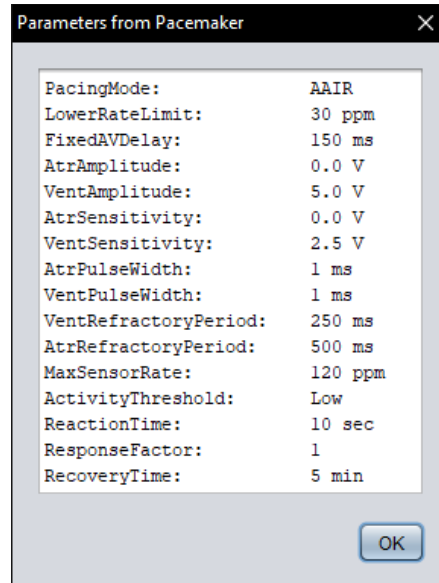 Parameters from Pacemaker
PacingMode: AAIR
LowerRateLimit: 30 ppm
FixedAVDelay: 150 ms
AtrAmplitude: 0.0 V
VentAmplitude: 5.0 V
AtrSensitivity: 0.0 V
VentSensitivity: 2.5 V
AtrPulseWidth: 1 ms
VentPulseWidth: 1 ms
VentRefractoryPeriod: 250 ms
AtrRefractoryPeriod: 500 ms
MaxSensorRate: 120 ppm
ActivityThreshold: Low
ReactionTime: 10 sec
ResponseFactor: 1
RecoveryTime: 5 min
OK